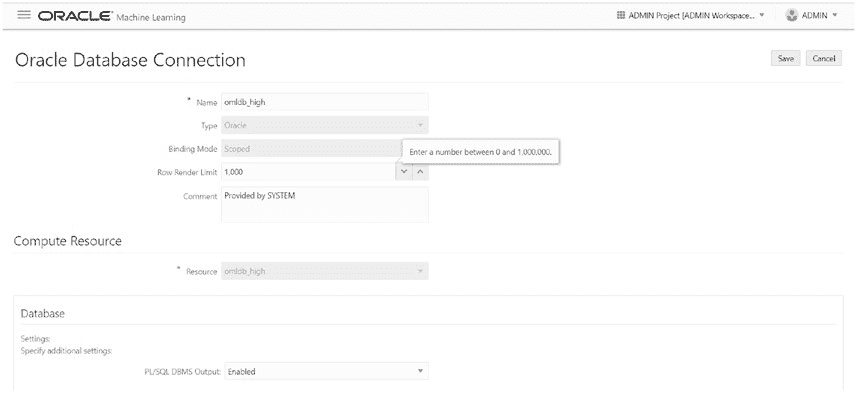 ORACLE Machine Learning ADMIN Project [ADMIN Workspace... ADMIN
Oracle Database Connection Save Cancel
* Name omldb_high
Type Oracle
Binding Mode Scoped Enter a number between 0 and 1,000,000.
Row Render Limit 1,000
Comment Provided by SYSTEM
Compute Resource
* Resource omldb_high
Database
Settings:
Specify additional settings:
PL/SQL DBMS Output: Enabled